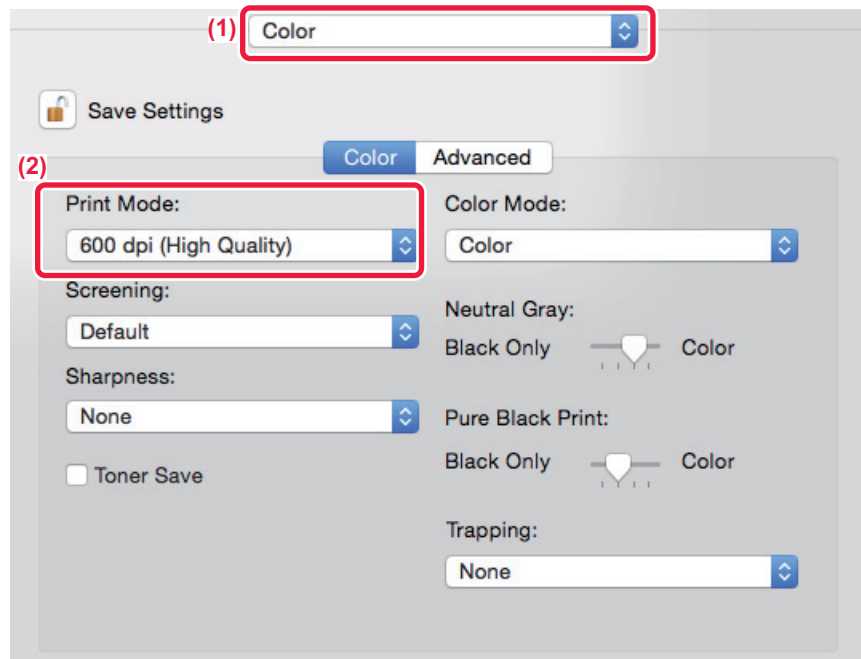 (1)
Color
Save Settings
Color Advanced
(2)
Print Mode:
600 dpi (High Quality)
Screening:
Default
Sharpness:
None
Toner Save
Color Mode:
Color
Neutral Gray:
Black Only Color
Pure Black Print:
Black Only Color
Trapping:
None